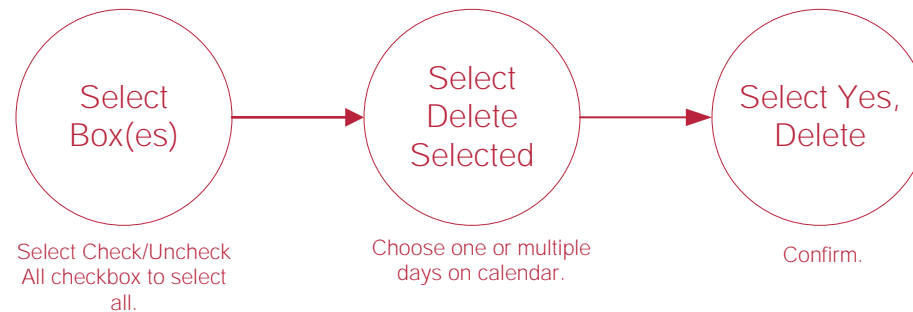 Select
Box(es)
Select
Delete
Selected
Select Yes,
Delete
Select Check/Uncheck
All checkbox to select
all.
Choose one or multiple
days on calendar.
Confirm.